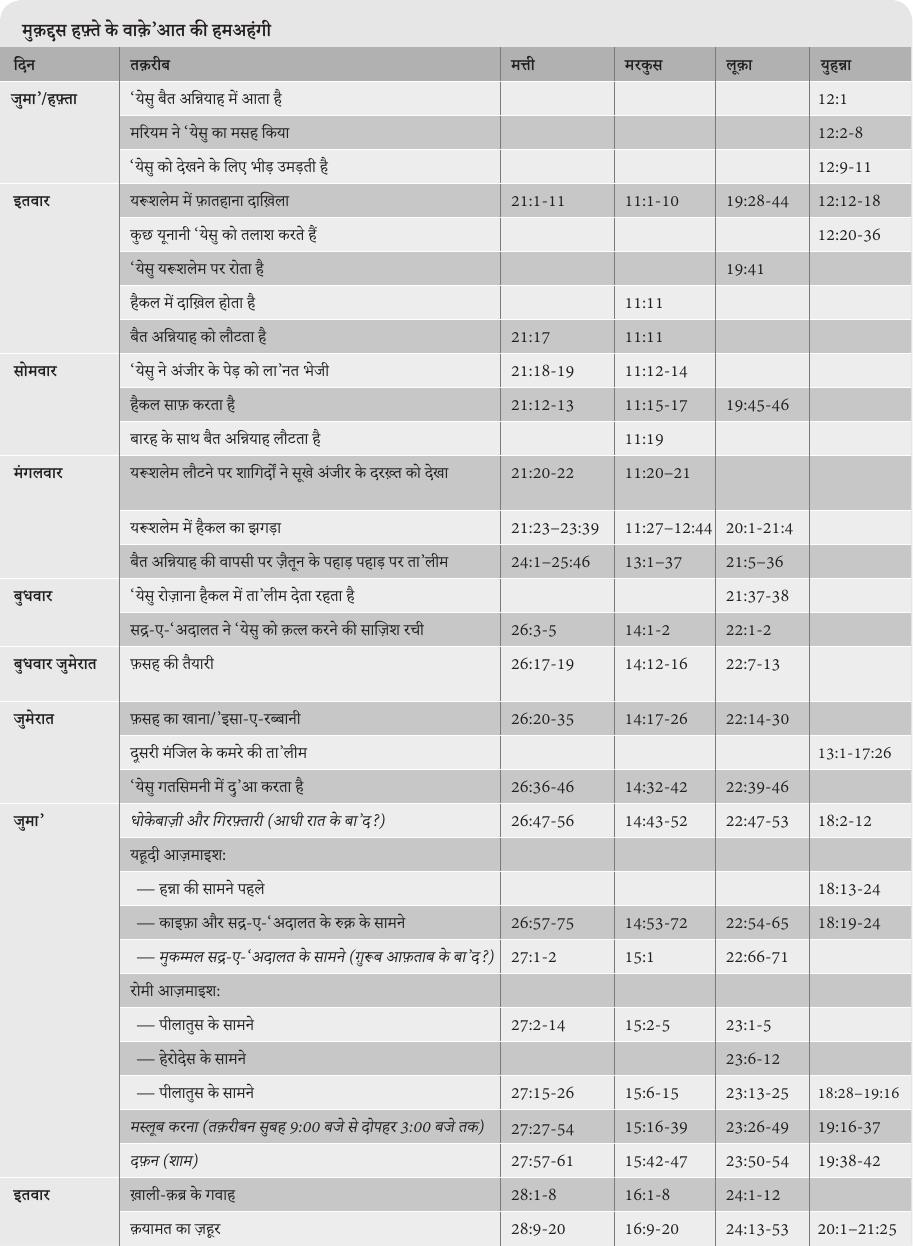 मुक़द्दस हफ़्ते के वाक़े’आत की हमअहंगी
दिन तक़रीब मत्ती मरकुस लूक़ा युहन्ना
जुमा’/हफ़्ता ‘येसु बैत अन्नियाह में आता है 12:1
मरियम ने ‘येसु का मसह किया 12:2-8
‘येसु को देखने के लिए भीड़ उमड़ती है 12:9-11
इतवार यरूशलेम में फ़ातहाना दाख़िला 21:1-11 11:1-10 19:28-44 12:12-18
कुछ यूनानी ‘येसु को तलाश करते हैं 12:20-36
‘येसु यरूशलेम पर रोता है 19:41
हैकल में दाख़िल होता है 11:11
बैत अन्नियाह को लौटता है 21:17 11:11
सोमवार ‘येसु ने अंजीर के पेड़ को ला’नत भेजी 21:18-19 11:12-14
हैकल साफ़ करता है 21:12-13 11:15-17 19:45-46
बारह के साथ बैत अन्नियाह लौटता है 11:19
मंगलवार यरूशलेम लौटने पर शागिर्दों ने सूखे अंजीर के दरख़्त को देखा 21:20-22 11:20–21
यरूशलेम में हैकल का झगड़ा 21:23–23:39 11:27–12:44 20:1-21:4
बैत अन्नियाह की वापसी पर ज़ैतून के पहाड़ पहाड़ पर ता’लीम 24:1–25:46 13:1–37 21:5–36
बुधवार ‘येसु रोज़ाना हैकल में ता’लीम देता रहता है 21:37-38
सद्र-ए-‘अदालत ने ‘येसु को क़त्ल करने की साज़िश रची 26:3-5 14:1-2 22:1-2
बुधवार जुमेरात फ़सह की तैयारी 26:17-19 14:12-16 22:7-13
जुमेरात फ़सह का खाना/’इसा-ए-रब्बानी 26:20-35 14:17-26 22:14-30
दूसरी मंजिल के कमरे की ता’लीम 13:1-17:26
‘येसु गतसिमनी में दु’आ करता है 26:36-46 14:32-42 22:39-46
जुमा’ धोकेबाज़ी और गिरफ़्तारी (आधी रात के बा’द?) 26:47-56 14:43-52 22:47-53 18:2-12
यहूदी आज़माइश:
— हन्ना की सामने पहले 18:13-24
— काइफ़ा और सद्र-ए-‘अदालत के रुक्न के सामने 26:57-75 14:53-72 22:54-65 18:19-24
— मुकम्मल सद्र-ए-‘अदालत के सामने (ग़ुरूब आफ़ताब के बा’द?) 27:1-2 15:1 22:66-71
रोमी आज़माइश:
— पीलातुस के सामने 27:2-14 15:2-5 23:1-5
— हेरोदेस के सामने 23:6-12
— पीलातुस के सामने 27:15-26 15:6-15 23:13-25 18:28–19:16
मस्लूब करना (तक़रीबन सुबह 9:00 बजे से दोपहर 3:00 बजे तक) 27:27-54 15:16-39 23:26-49 19:16-37
दफ़न (शाम) 27:57-61 15:42-47 23:50-54 19:38-42
इतवार ख़ाली-क़ब्र के गवाह 28:1-8 16:1-8 24:1-12
क़यामत का ज़हूर 28:9-20 16:9-20 24:13-53 20:1–21:25